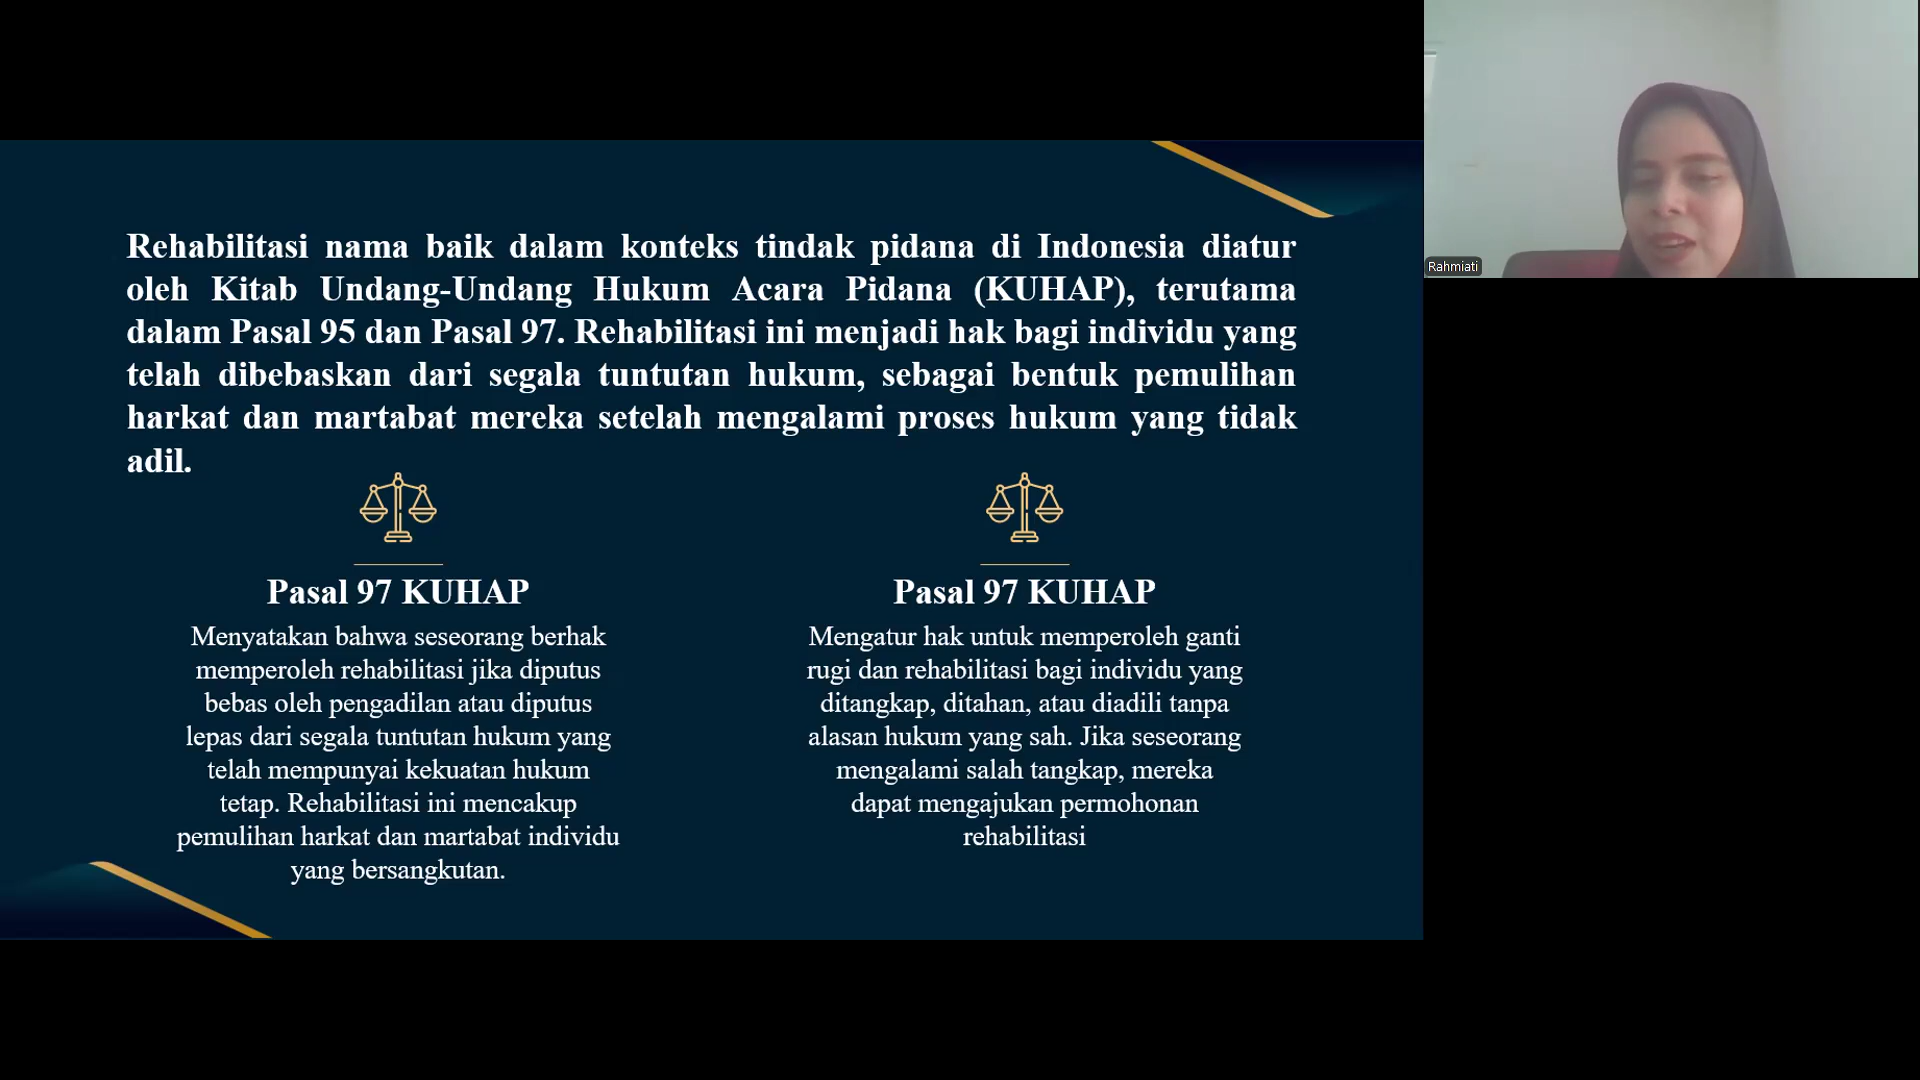 Rehabilitasi nama baik dalam konteks tindak pidana di Indonesia diatur
oleh Kitab Undang-Undang Hukum Acara Pidana (KUHAP), terutama
dalam Pasal 95 dan Pasal 97. Rehabilitasi ini menjadi hak bagi individu yang
telah dibebaskan dari segala tuntutan hukum, sebagai bentuk pemulihan
harkat dan martabat mereka setelah mengalami proses hukum yang tidak
adil.
Pasal 97 KUHAP
Menyatakan bahwa seseorang berhak
memperoleh rehabilitasi jika diputus
bebas oleh pengadilan atau diputus
lepas dari segala tuntutan hukum yang
telah mempunyai kekuatan hukum
tetap. Rehabilitasi ini mencakup
pemulihan harkat dan martabat individu
yang bersangkutan.
Pasal 97 KUHAP
Mengatur hak untuk memperoleh ganti
rugi dan rehabilitasi bagi individu yang
ditangkap, ditahan, atau diadili tanpa
alasan hukum yang sah. Jika seseorang
mengalami salah tangkap, mereka
dapat mengajukan permohonan
rehabilitasi
Rahmiati